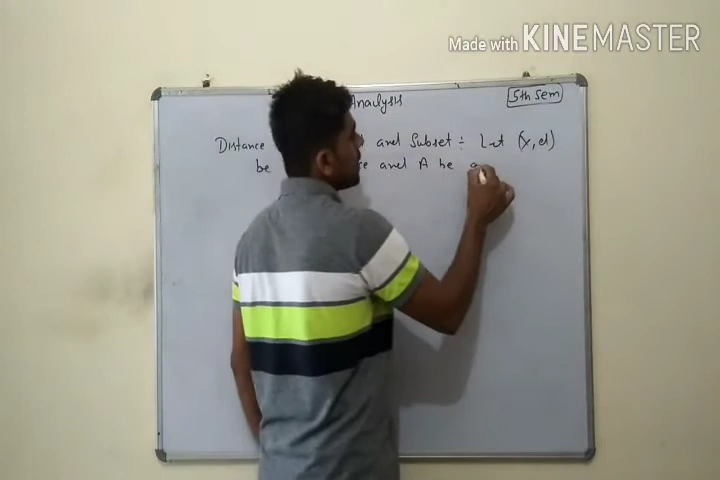 Made with KINEMASTER
Analysis
5th Sem
Distance and Subset ÷ Let (X, d)
be and A be a